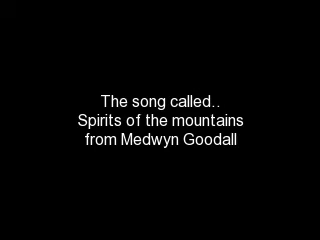 The song called..
Spirits of the mountains
from Medwyn Goodall